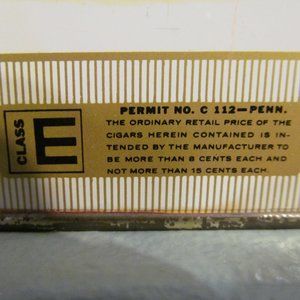 CLASS
E
PERMIT NO. C 112—PENN.
THE ORDINARY RETAIL PRICE OF THE
CIGARS HEREIN CONTAINED IS IN-
TENDED BY THE MANUFACTURER TO
BE MORE THAN 8 CENTS EACH AND
NOT MORE THAN 15 CENTS EACH.